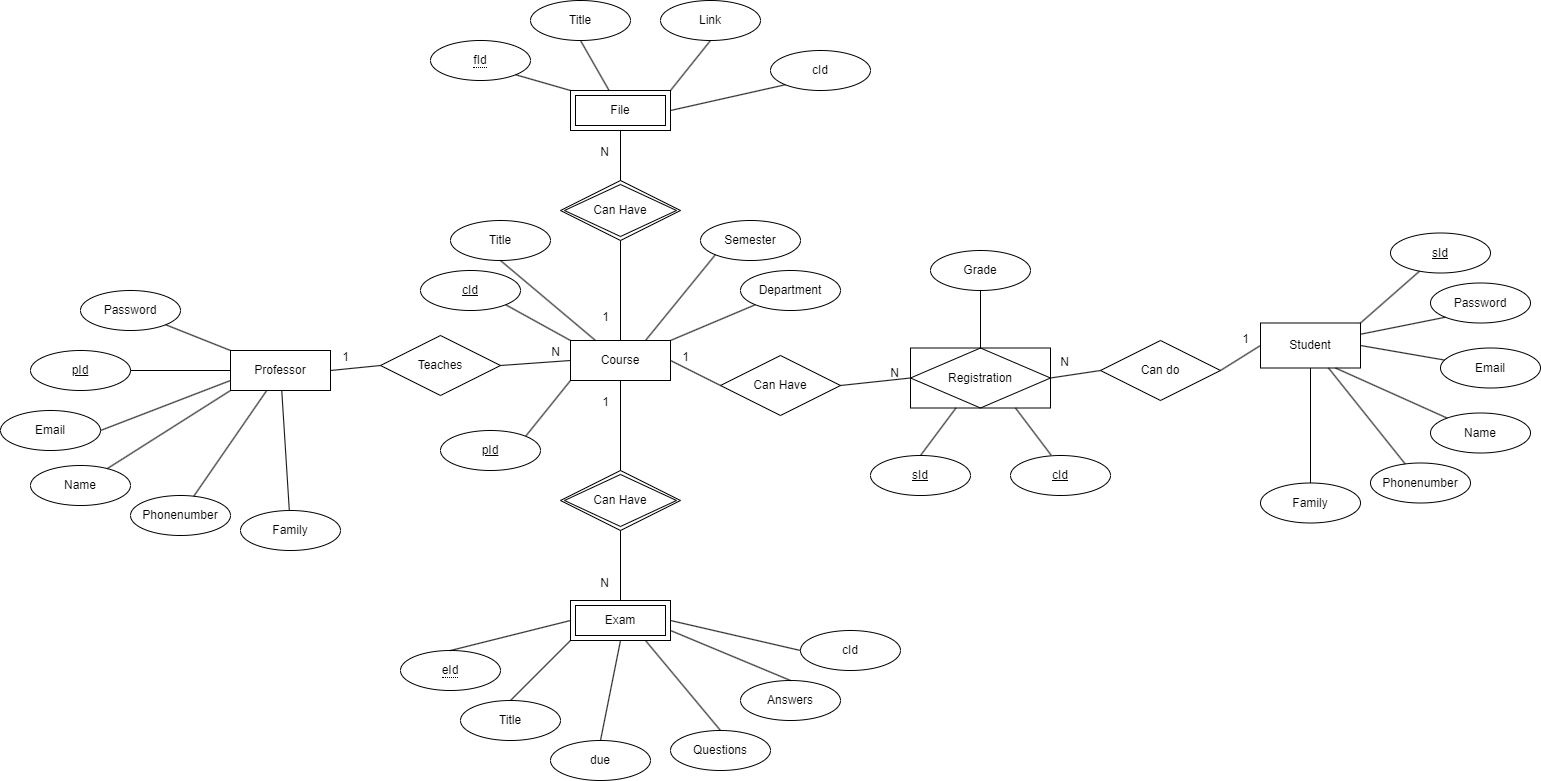 Title
Link
fId
cId
File
N
Can Have
Title
Semester
cId
Department
1
Password
pId
Email
Name
Phonenumber
Family
Professor
1
Teaches
N
Course
1
1
pId
Can Have
N
Grade
Registration
sId
cId
N
Can do
1
Student
sId
Password
Email
Name
Phonenumber
Family
Can Have
N
Exam
eId
Title
due
Questions
Answers
cId